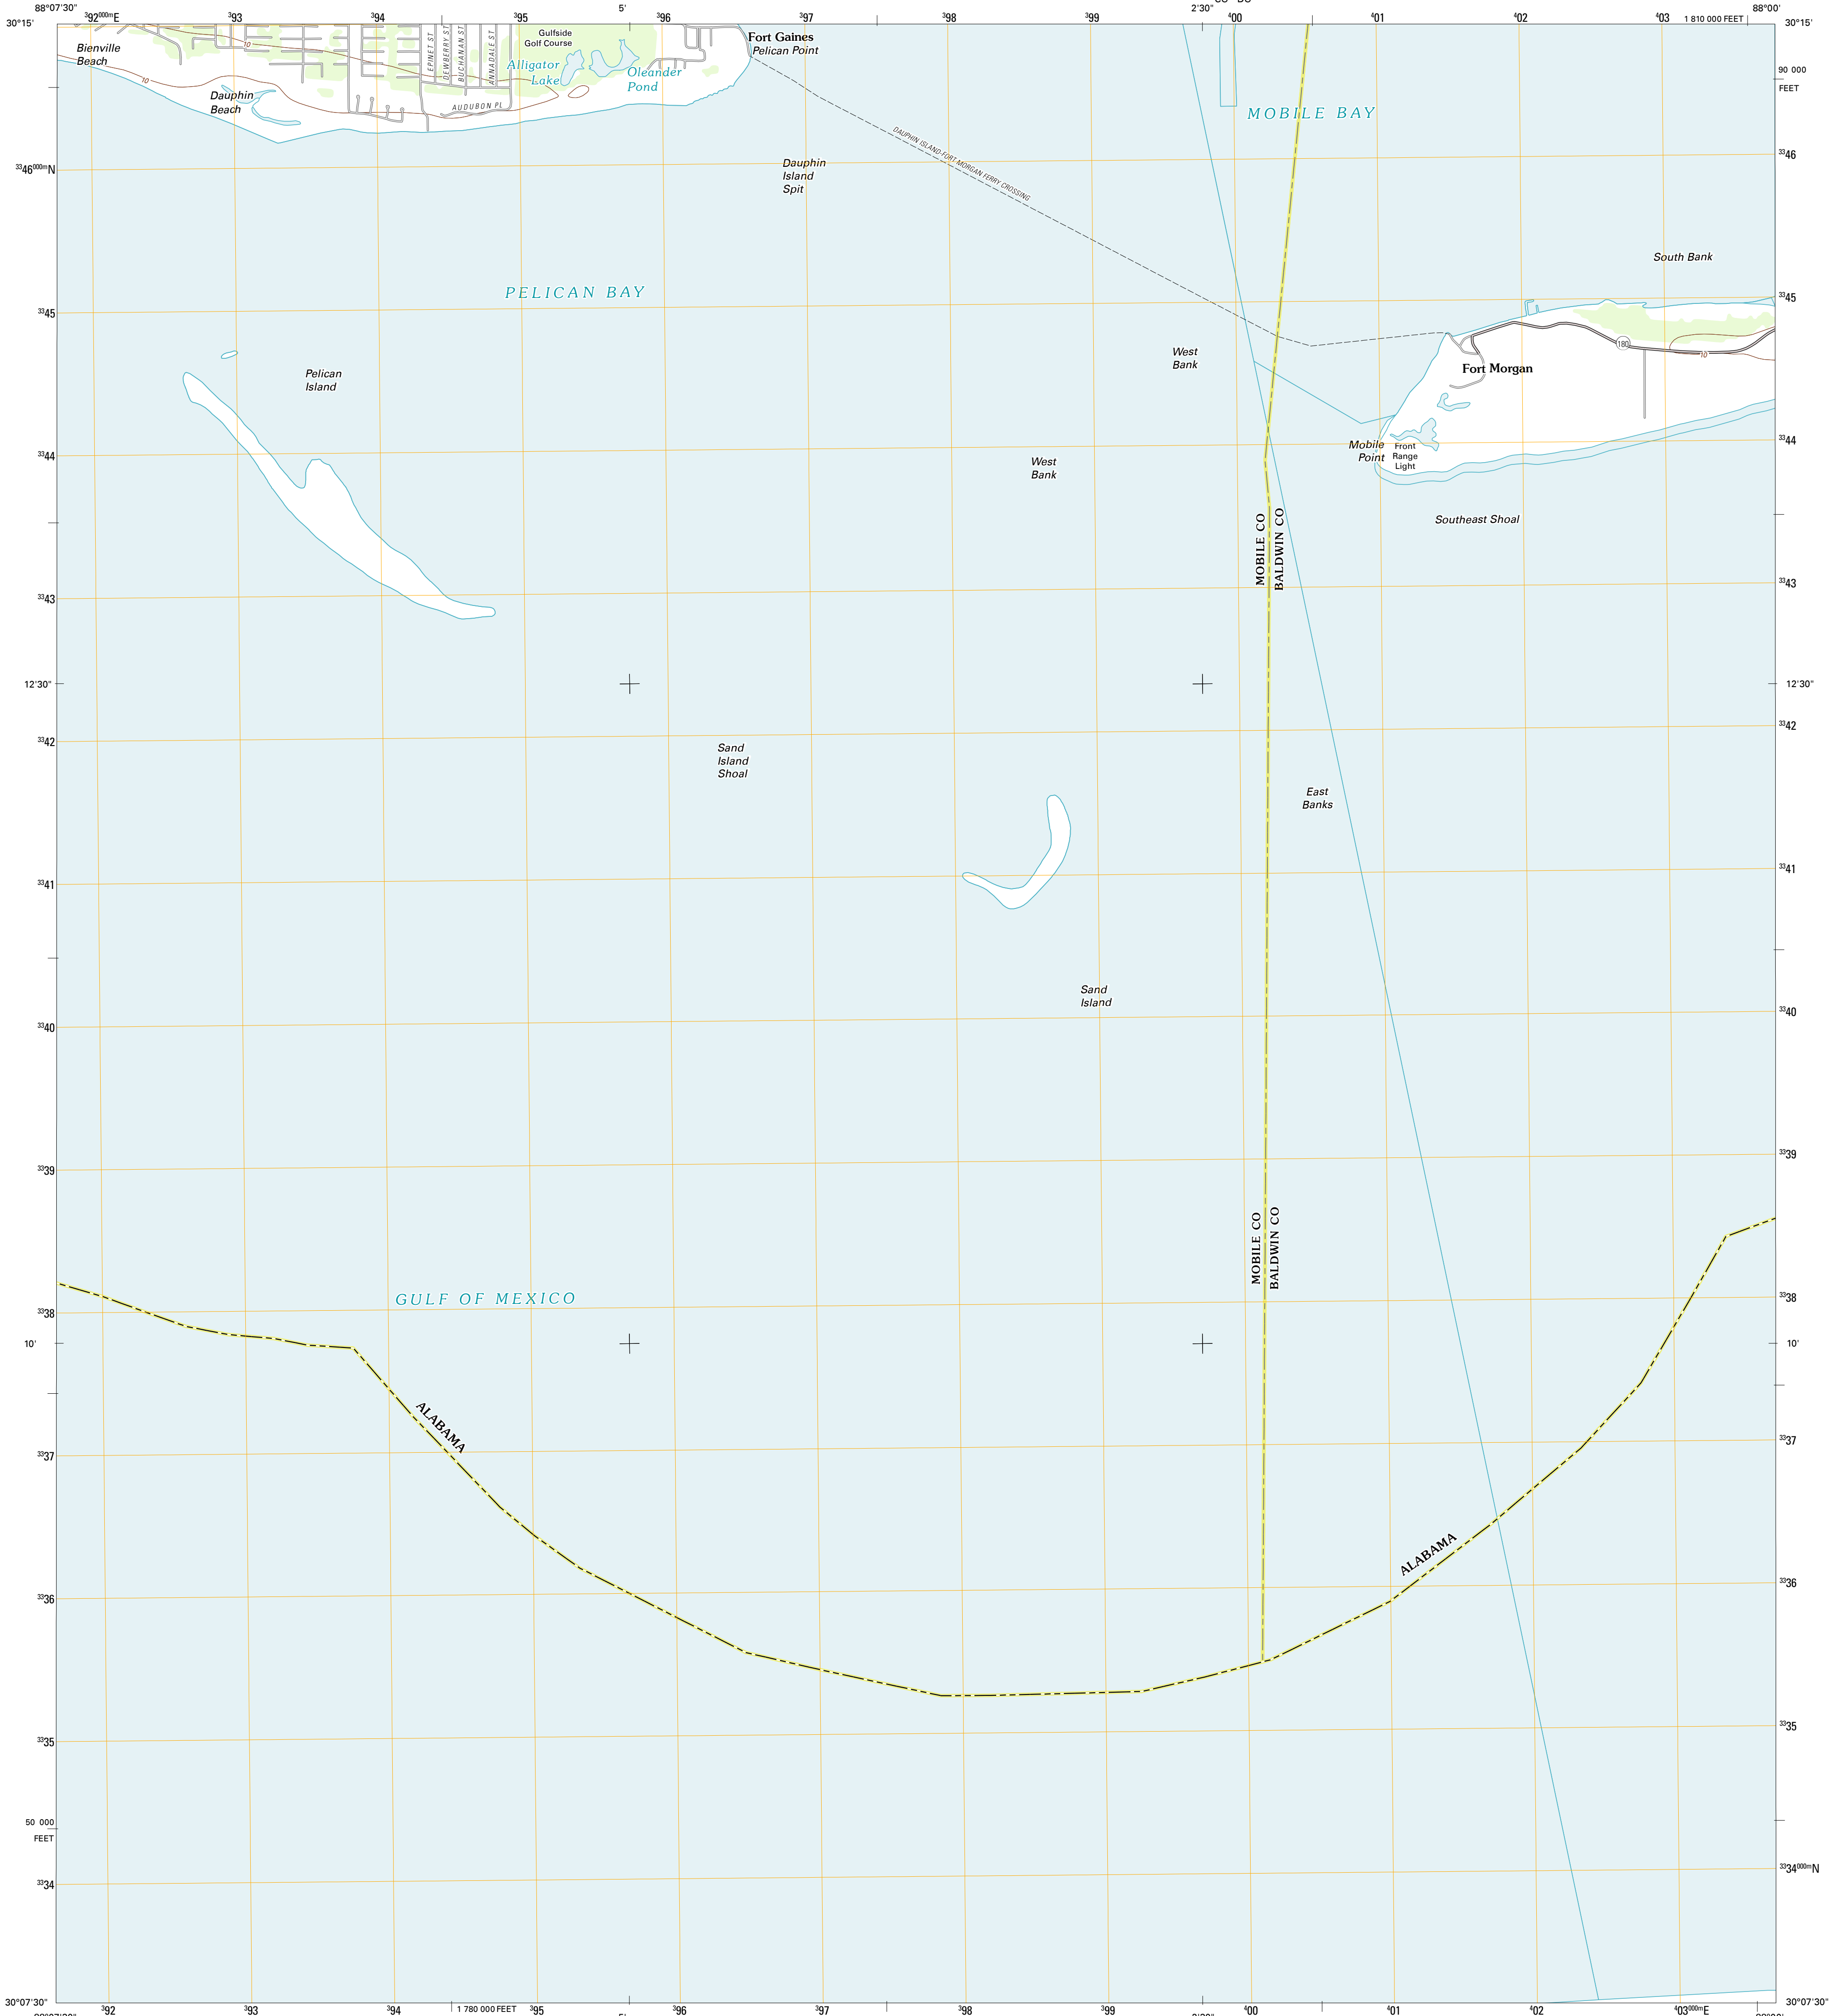 88°07'30"
³92⁰⁰⁰ᵐE
³93
³94
³95
5'
³96
³97
³98
³99
2'30"
⁴00
⁴01
⁴02
⁴03
1 810 000 FEET
88°00'
30°15'
30°15'
Bienville
Beach
10
10
Dauphin
Beach
EPINET ST
DEWBERRY ST
BUCHANAN ST
ANNADALE ST
AUDUBON PL
Gulfside
Golf Course
Alligator
Lake
Oleander
Pond
Fort Gaines
Pelican Point
MOBILE BAY
90 000
FEET
DAUPHIN ISLAND-FORT MORGAN FERRY CROSSING
Dauphin
Island
Spit
³³46⁰⁰⁰ᵐN
³³46
South Bank
PELICAN BAY
³³45
³³45
180
10
West
Bank
Fort Morgan
Pelican
Island
Mobile
Point
Front
Range
Light
³³44
³³44
West
Bank
Southeast Shoal
MOBILE CO
BALDWIN CO
³³43
³³43
12'30"
12'30"
³³42
³³42
Sand
Island
Shoal
East
Banks
³³41
³³41
Sand
Island
³³40
³³40
³³39
³³39
MOBILE CO
BALDWIN CO
GULF OF MEXICO
³³38
³³38
10'
10'
ALABAMA
³³37
³³37
ALABAMA
³³36
³³36
³³35
³³35
50 000
FEET
³³34
³³34⁰⁰⁰ᵐN
30°07'30"
30°07'30"
³92
³93
³94
1 780 000 FEET
³95
³96
³97
³98
³99
⁴00
⁴01
⁴02
⁴03⁰⁰⁰ᵐE